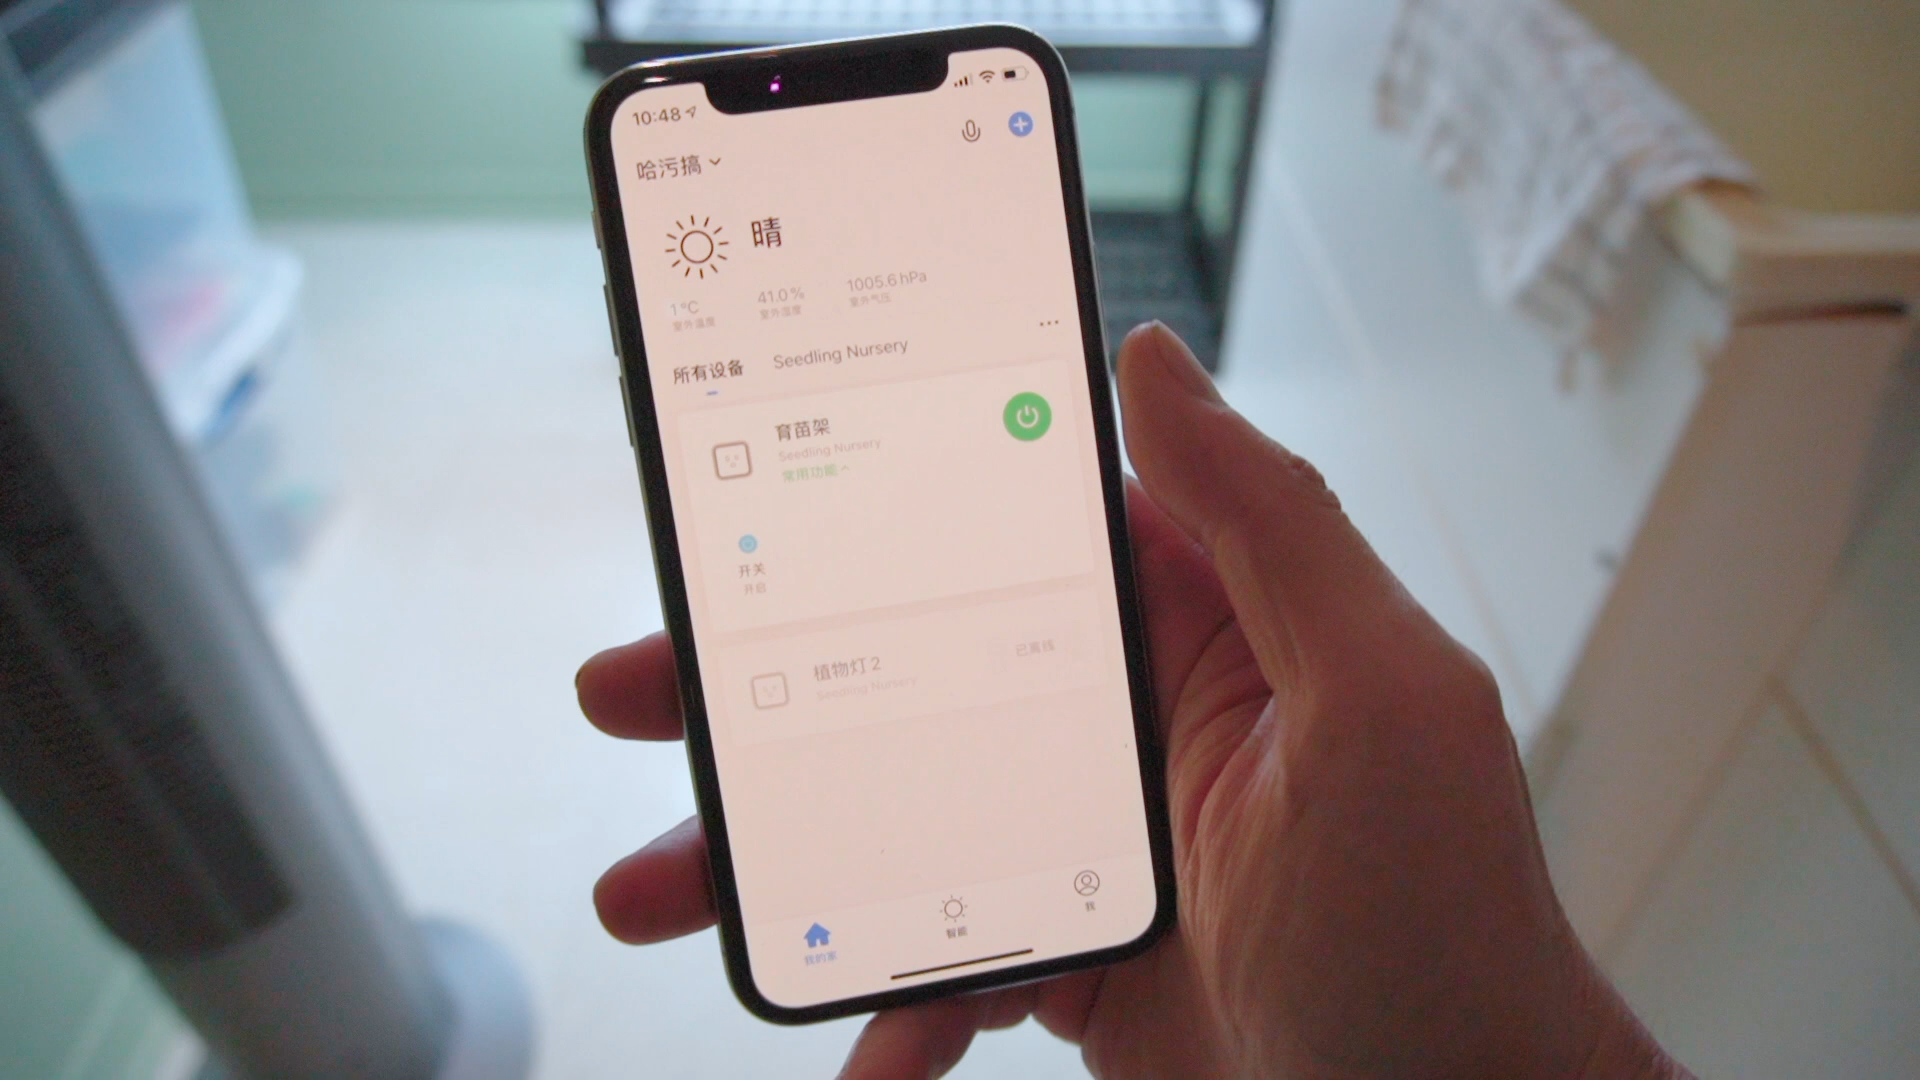 10:48
哈污搞
晴
1°C
41.0%
1005.6 hPa
室外温度
室外湿度
室外气压
所有设备
Seedling Nursery
育苗架
Seedling Nursery
常用功能
开关
开启
植物灯 2
已离线
Seedling Nursery
我的家
智能
我